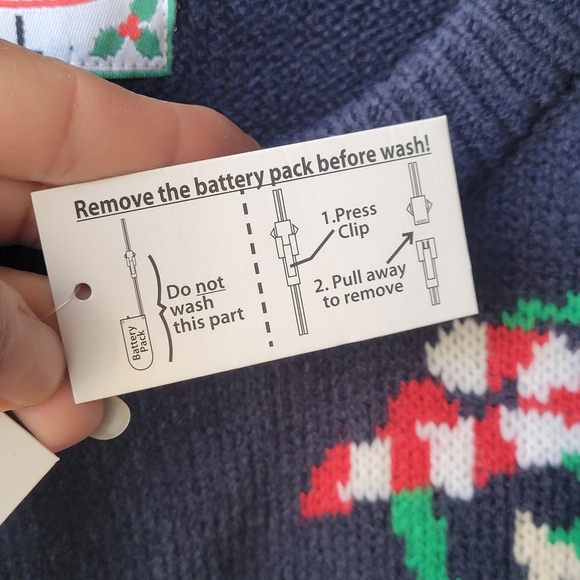 Remove the battery pack before wash!
Do not
wash
this part
Battery
Pack
1.Press
Clip
2. Pull away
to remove